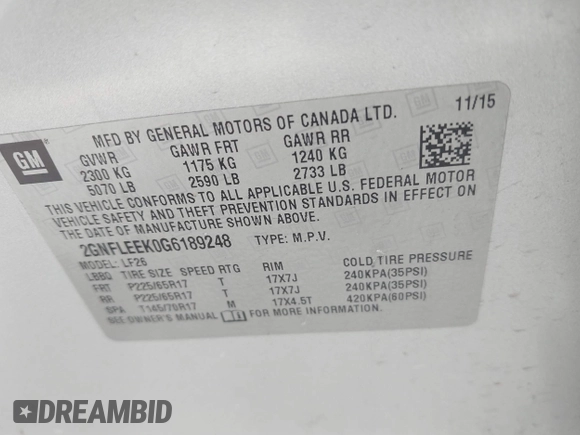 11/15
MFD BY GENERAL MOTORS OF CANADA LTD.
GM
GVWR GAWR FRT GAWR RR
2300 KG 1175 KG 1240 KG
5070 LB 2590 LB 2733 LB
THIS VEHICLE CONFORMS TO ALL APPLICABLE U.S. FEDERAL MOTOR
VEHICLE SAFETY AND THEFT PREVENTION STANDARDS IN EFFECT ON
THE DATE OF MANUFACTURE SHOWN ABOVE.
2GNFLEEK0G6189248 TYPE: M.P.V.
MODEL: LF26
LBBQ TIRE SIZE SPEED RTG RIM COLD TIRE PRESSURE
FRT P225/65R17 T 17X7J 240KPA(35PSI)
RR P225/65R17 T 17X7J 240KPA(35PSI)
SPA T145/70R17 M 17X4.5T 420KPA(60PSI)
SEE OWNER'S MANUAL FOR MORE INFORMATION.
DREAMBID